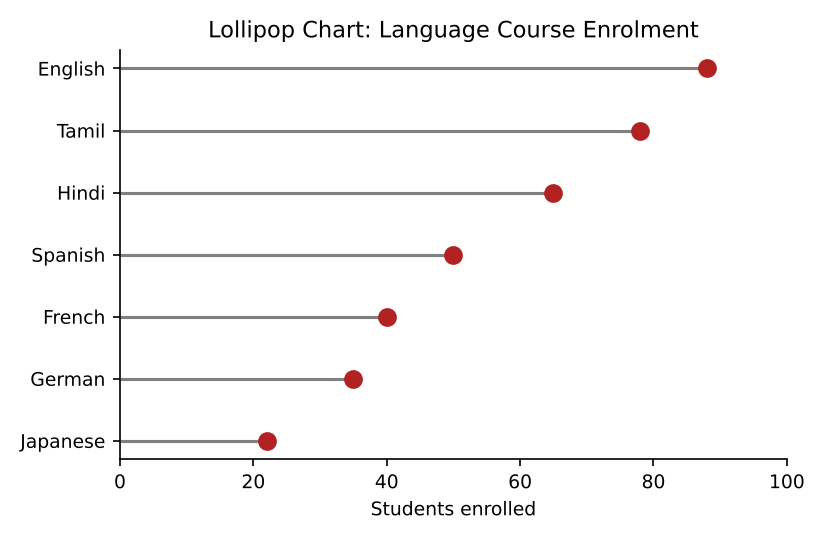 Lollipop Chart: Language Course Enrolment
English
Tamil
Hindi
Spanish
French
German
Japanese
0 20 40 60 80 100
Students enrolled